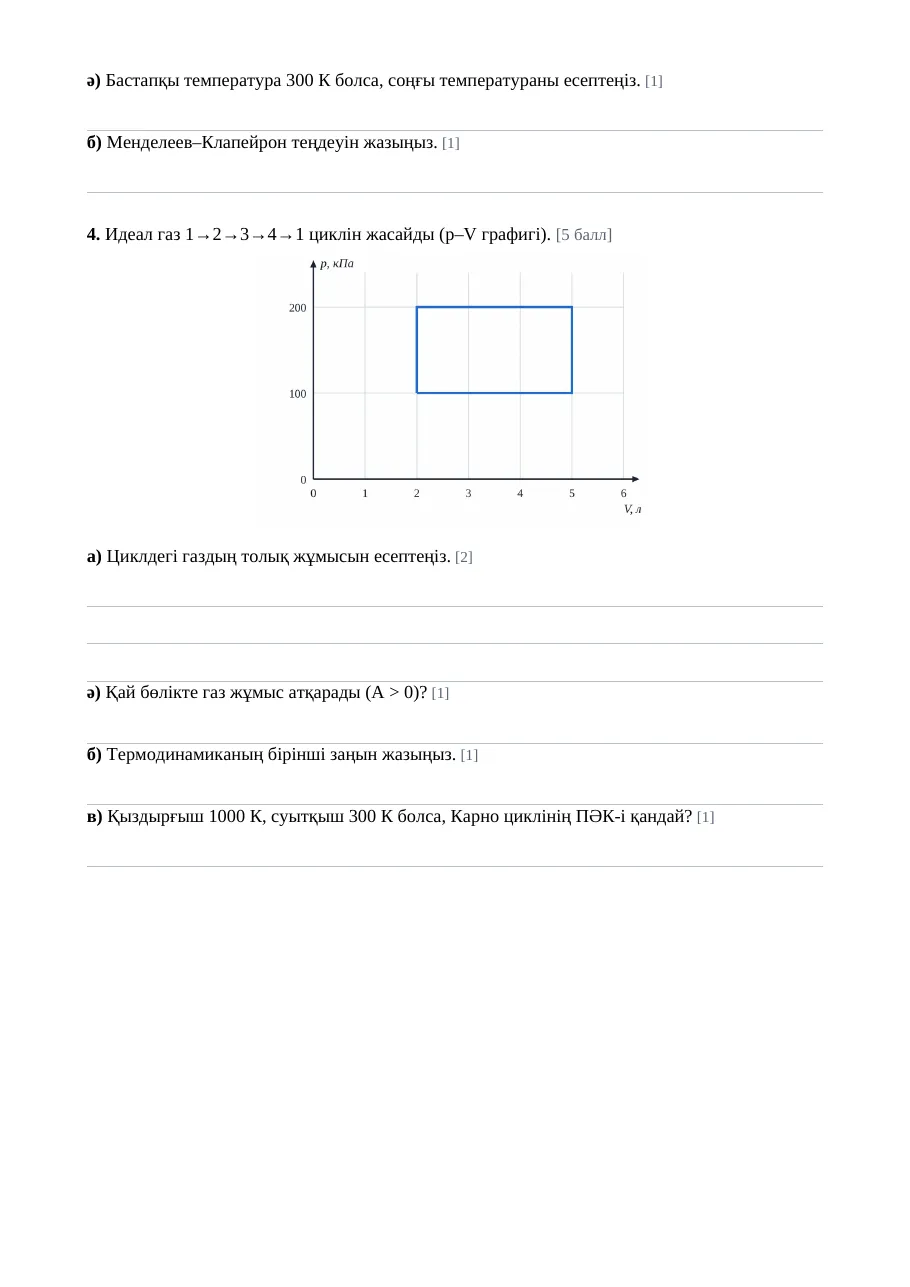 ә) Бастапқы температура 300 К болса, соңғы температураны есептеңіз. [1]
б) Менделеев–Клапейрон теңдеуін жазыңыз. [1]
4. Идеал газ 1→2→3→4→1 циклін жасайды (p–V графигі). [5 балл]
p, кПа
200
100
0
0 1 2 3 4 5 6
V, л
а) Циклдегі газдың толық жұмысын есептеңіз. [2]
ә) Қай бөлікте газ жұмыс атқарады (A > 0)? [1]
б) Термодинамиканың бірінші заңын жазыңыз. [1]
в) Қыздырғыш 1000 К, суытқыш 300 К болса, Карно циклінің ПӘК-і қандай? [1]